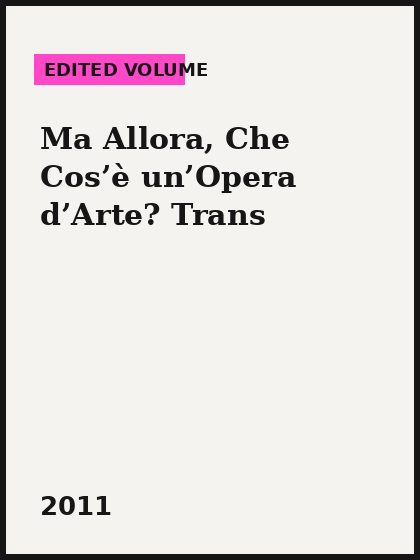 EDITED VOLUME
Ma Allora, Che
Cos’è un’Opera
d’Arte? Trans
2011